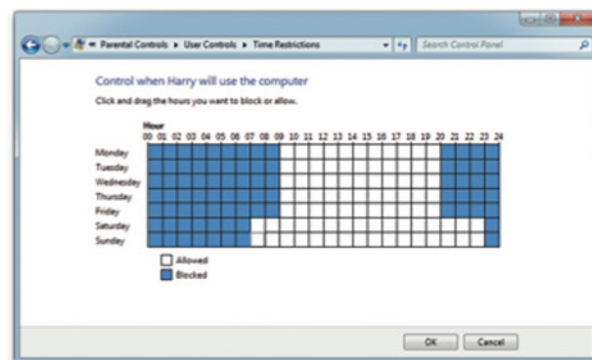 Parental Controls ▸ User Controls ▸ Time Restrictions
Search Control Panel
Control when Harry will use the computer
Click and drag the hours you want to block or allow.
Hour
00 01 02 03 04 05 06 07 08 09 10 11 12 13 14 15 16 17 18 19 20 21 22 23 24
Monday
Tuesday
Wednesday
Thursday
Friday
Saturday
Sunday
Allowed
Blocked
OK Cancel